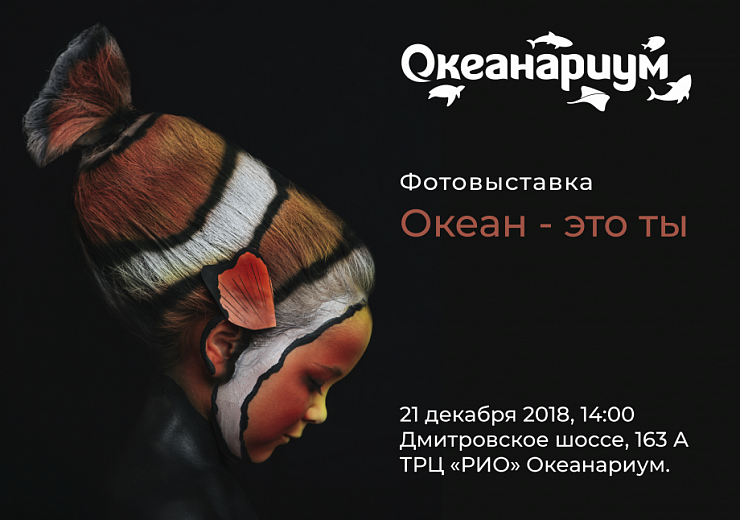 Океанариум
Фотовыставка
Океан - это ты
21 декабря 2018, 14:00
Дмитровское шоссе, 163 А
ТРЦ «РИО» Океанариум.